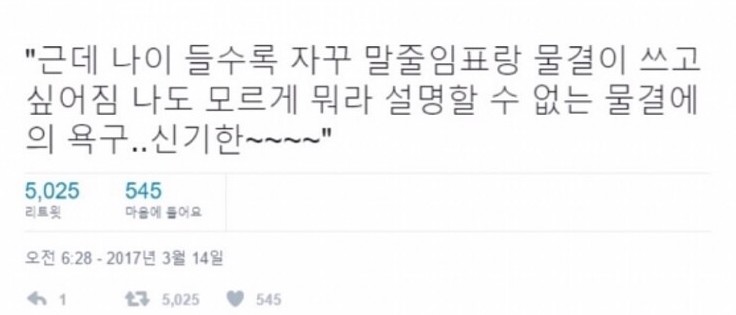 "근데 나이 들수록 자꾸 말줄임표랑 물결이 쓰고
싶어짐 나도 모르게 뭐라 설명할 수 없는 물결에
의 욕구..신기한~~~~"
5,025 545
리트윗 마음에 들어요
오전 6:28 - 2017년 3월 14일
1 5,025 545